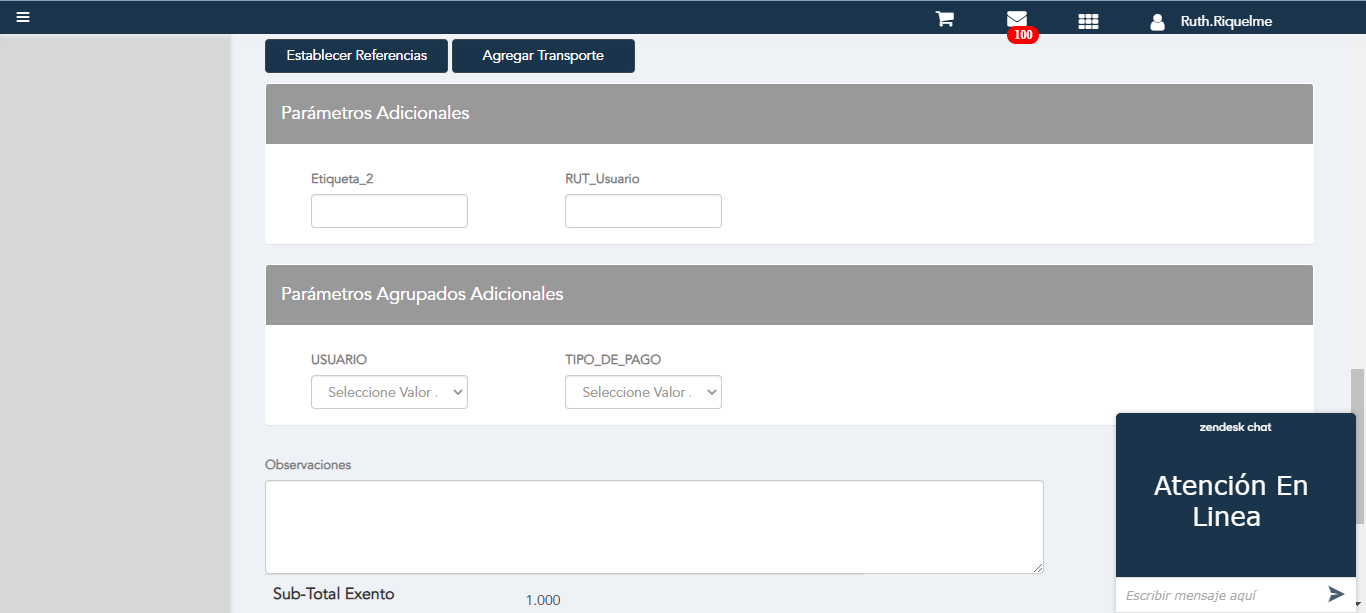 Ruth.Riquelme
100
Establecer Referencias Agregar Transporte
Parámetros Adicionales
Etiqueta_2 RUT_Usuario
Parámetros Agrupados Adicionales
USUARIO TIPO_DE_PAGO
Seleccione Valor . Seleccione Valor .
zendesk chat
Observaciones
Atención En
Linea
Sub-Total Exento 1.000
Escribir mensaje aquí